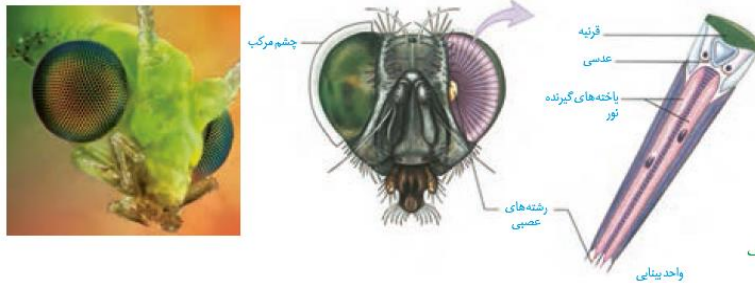 چشم مرکب
قرنیه
عدسی
یاخته‌های گیرنده
نور
رشته‌های
عصبی
واحد بینایی